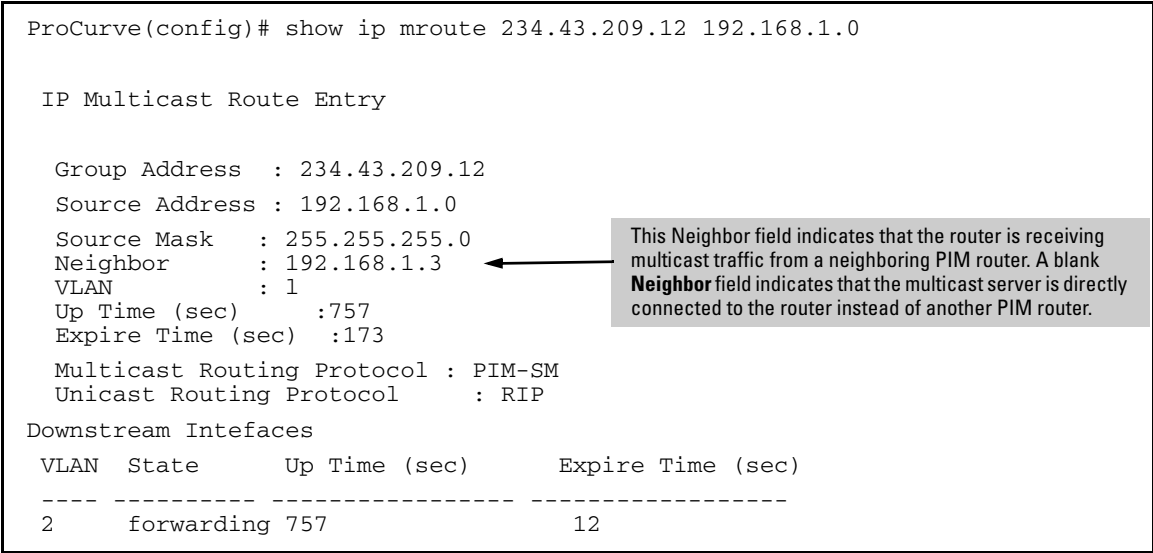 ProCurve(config)# show ip mroute 234.43.209.12 192.168.1.0
IP Multicast Route Entry
Group Address : 234.43.209.12
Source Address : 192.168.1.0
Source Mask : 255.255.255.0
Neighbor : 192.168.1.3
VLAN : 1
Up Time (sec) :757
Expire Time (sec) :173
This Neighbor field indicates that the router is receiving
multicast traffic from a neighboring PIM router. A blank
Neighbor field indicates that the multicast server is directly
connected to the router instead of another PIM router.
Multicast Routing Protocol : PIM-SM
Unicast Routing Protocol : RIP
Downstream Intefaces
VLAN State Up Time (sec) Expire Time (sec)
---- ---------- ----------------- ------------------
2 forwarding 757 12